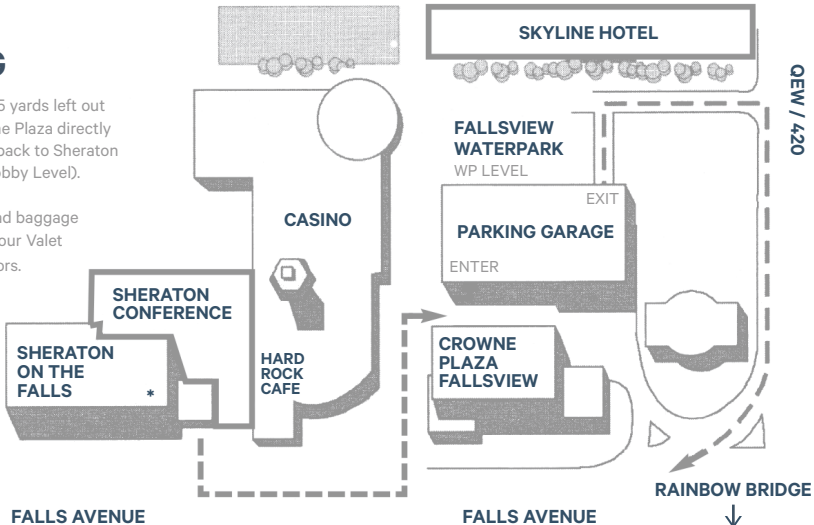 G
5 yards left out
e Plaza directly
back to Sheraton
bby Level).
d baggage
our Valet
ors.
SKYLINE HOTEL
QEW / 420
FALLSVIEW
WATERPARK
WP LEVEL
EXIT
PARKING GARAGE
ENTER
CASINO
SHERATON
CONFERENCE
SHERATON
ON THE
FALLS
*
HARD
ROCK
CAFE
CROWNE
PLAZA
FALLSVIEW
RAINBOW BRIDGE
FALLS AVENUE
FALLS AVENUE